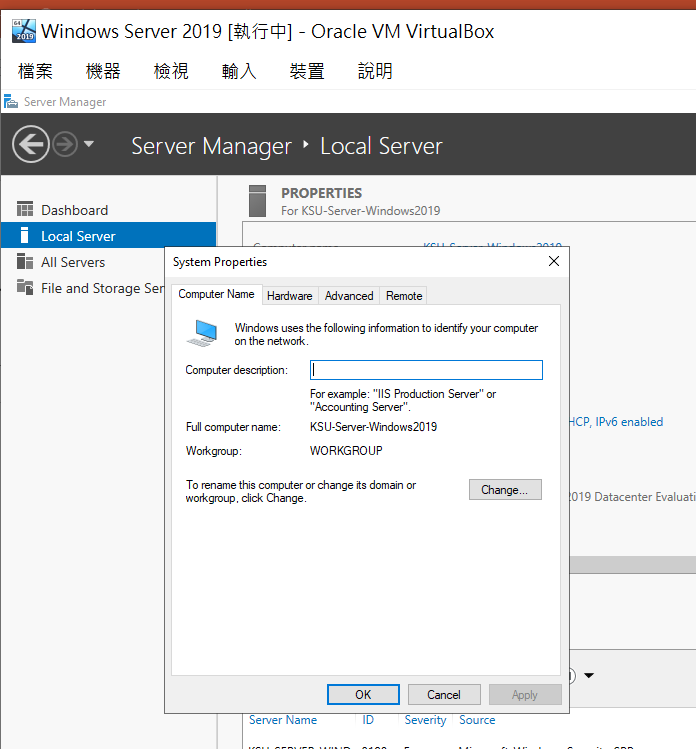 Windows Server 2019 [執行中] - Oracle VM VirtualBox
檔案 機器 檢視 輸入 裝置 說明
Server Manager
Server Manager ‣ Local Server
Dashboard
Local Server
All Servers
File and Storage Ser
PROPERTIES
For KSU-Server-Windows2019
Computer name KSU-Server-Windows2019
System Properties
Computer Name Hardware Advanced Remote
Windows uses the following information to identify your computer
on the network.
Computer description:
For example: "IIS Production Server" or
"Accounting Server".
Full computer name: KSU-Server-Windows2019
Workgroup: WORKGROUP
To rename this computer or change its domain or
workgroup, click Change.
Change...
OK Cancel Apply
HCP, IPv6 enabled
2019 Datacenter Evaluati
Server Name ID Severity Source